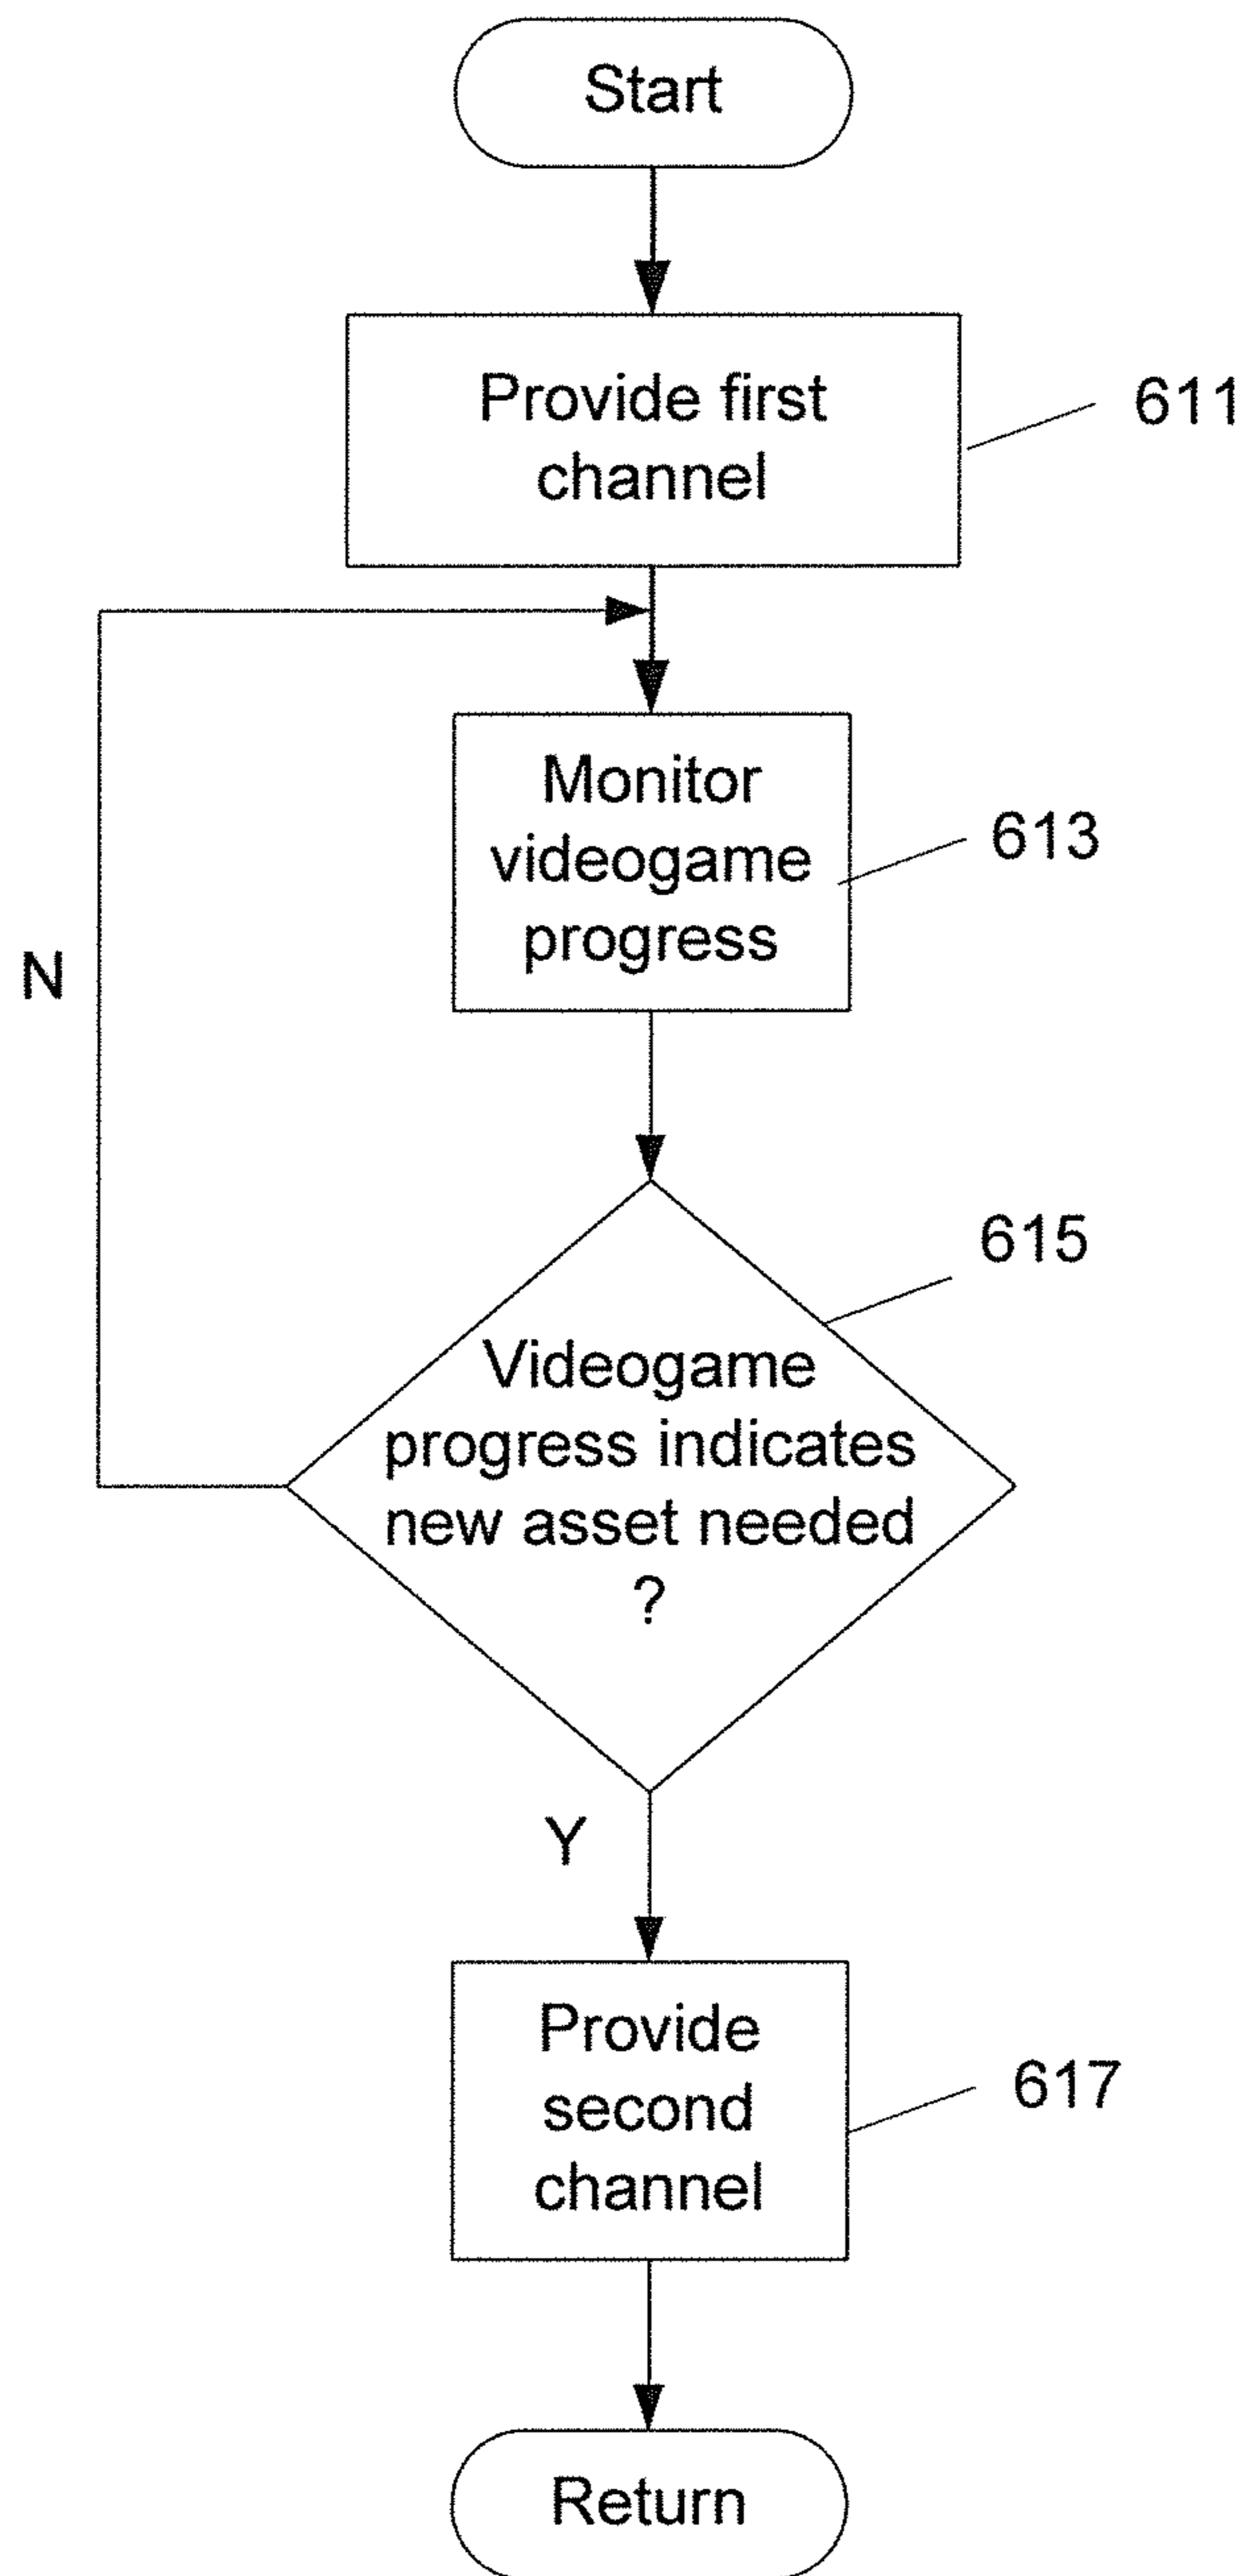 Start
Provide first
channel
611
Monitor
videogame
progress
613
N
615
Videogame
progress indicates
new asset needed
?
Y
Provide
second
channel
617
Return